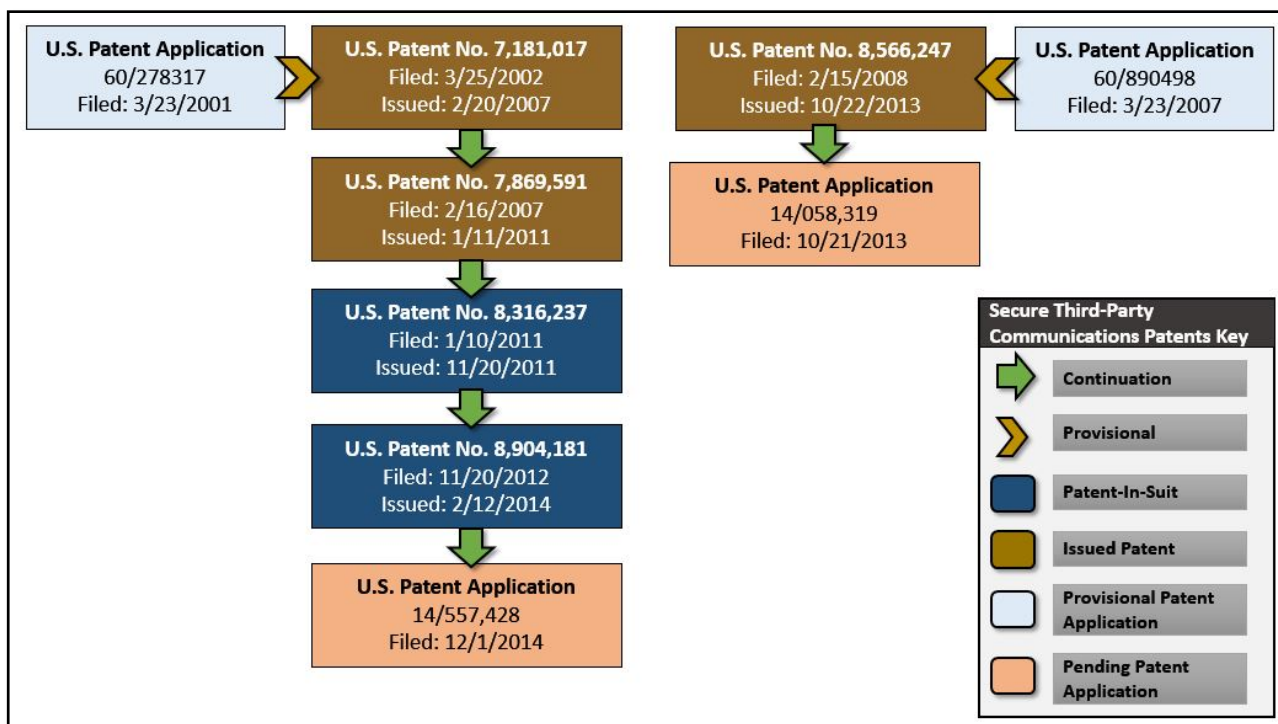 U.S. Patent Application
60/278317
Filed: 3/23/2001
U.S. Patent No. 7,181,017
Filed: 3/25/2002
Issued: 2/20/2007
U.S. Patent No. 7,869,591
Filed: 2/16/2007
Issued: 1/11/2011
U.S. Patent No. 8,316,237
Filed: 1/10/2011
Issued: 11/20/2011
U.S. Patent No. 8,904,181
Filed: 11/20/2012
Issued: 2/12/2014
U.S. Patent Application
14/557,428
Filed: 12/1/2014
U.S. Patent No. 8,566,247
Filed: 2/15/2008
Issued: 10/22/2013
U.S. Patent Application
60/890498
Filed: 3/23/2007
U.S. Patent Application
14/058,319
Filed: 10/21/2013
Secure Third-Party
Communications Patents Key
Continuation
Provisional
Patent-In-Suit
Issued Patent
Provisional Patent
Application
Pending Patent
Application